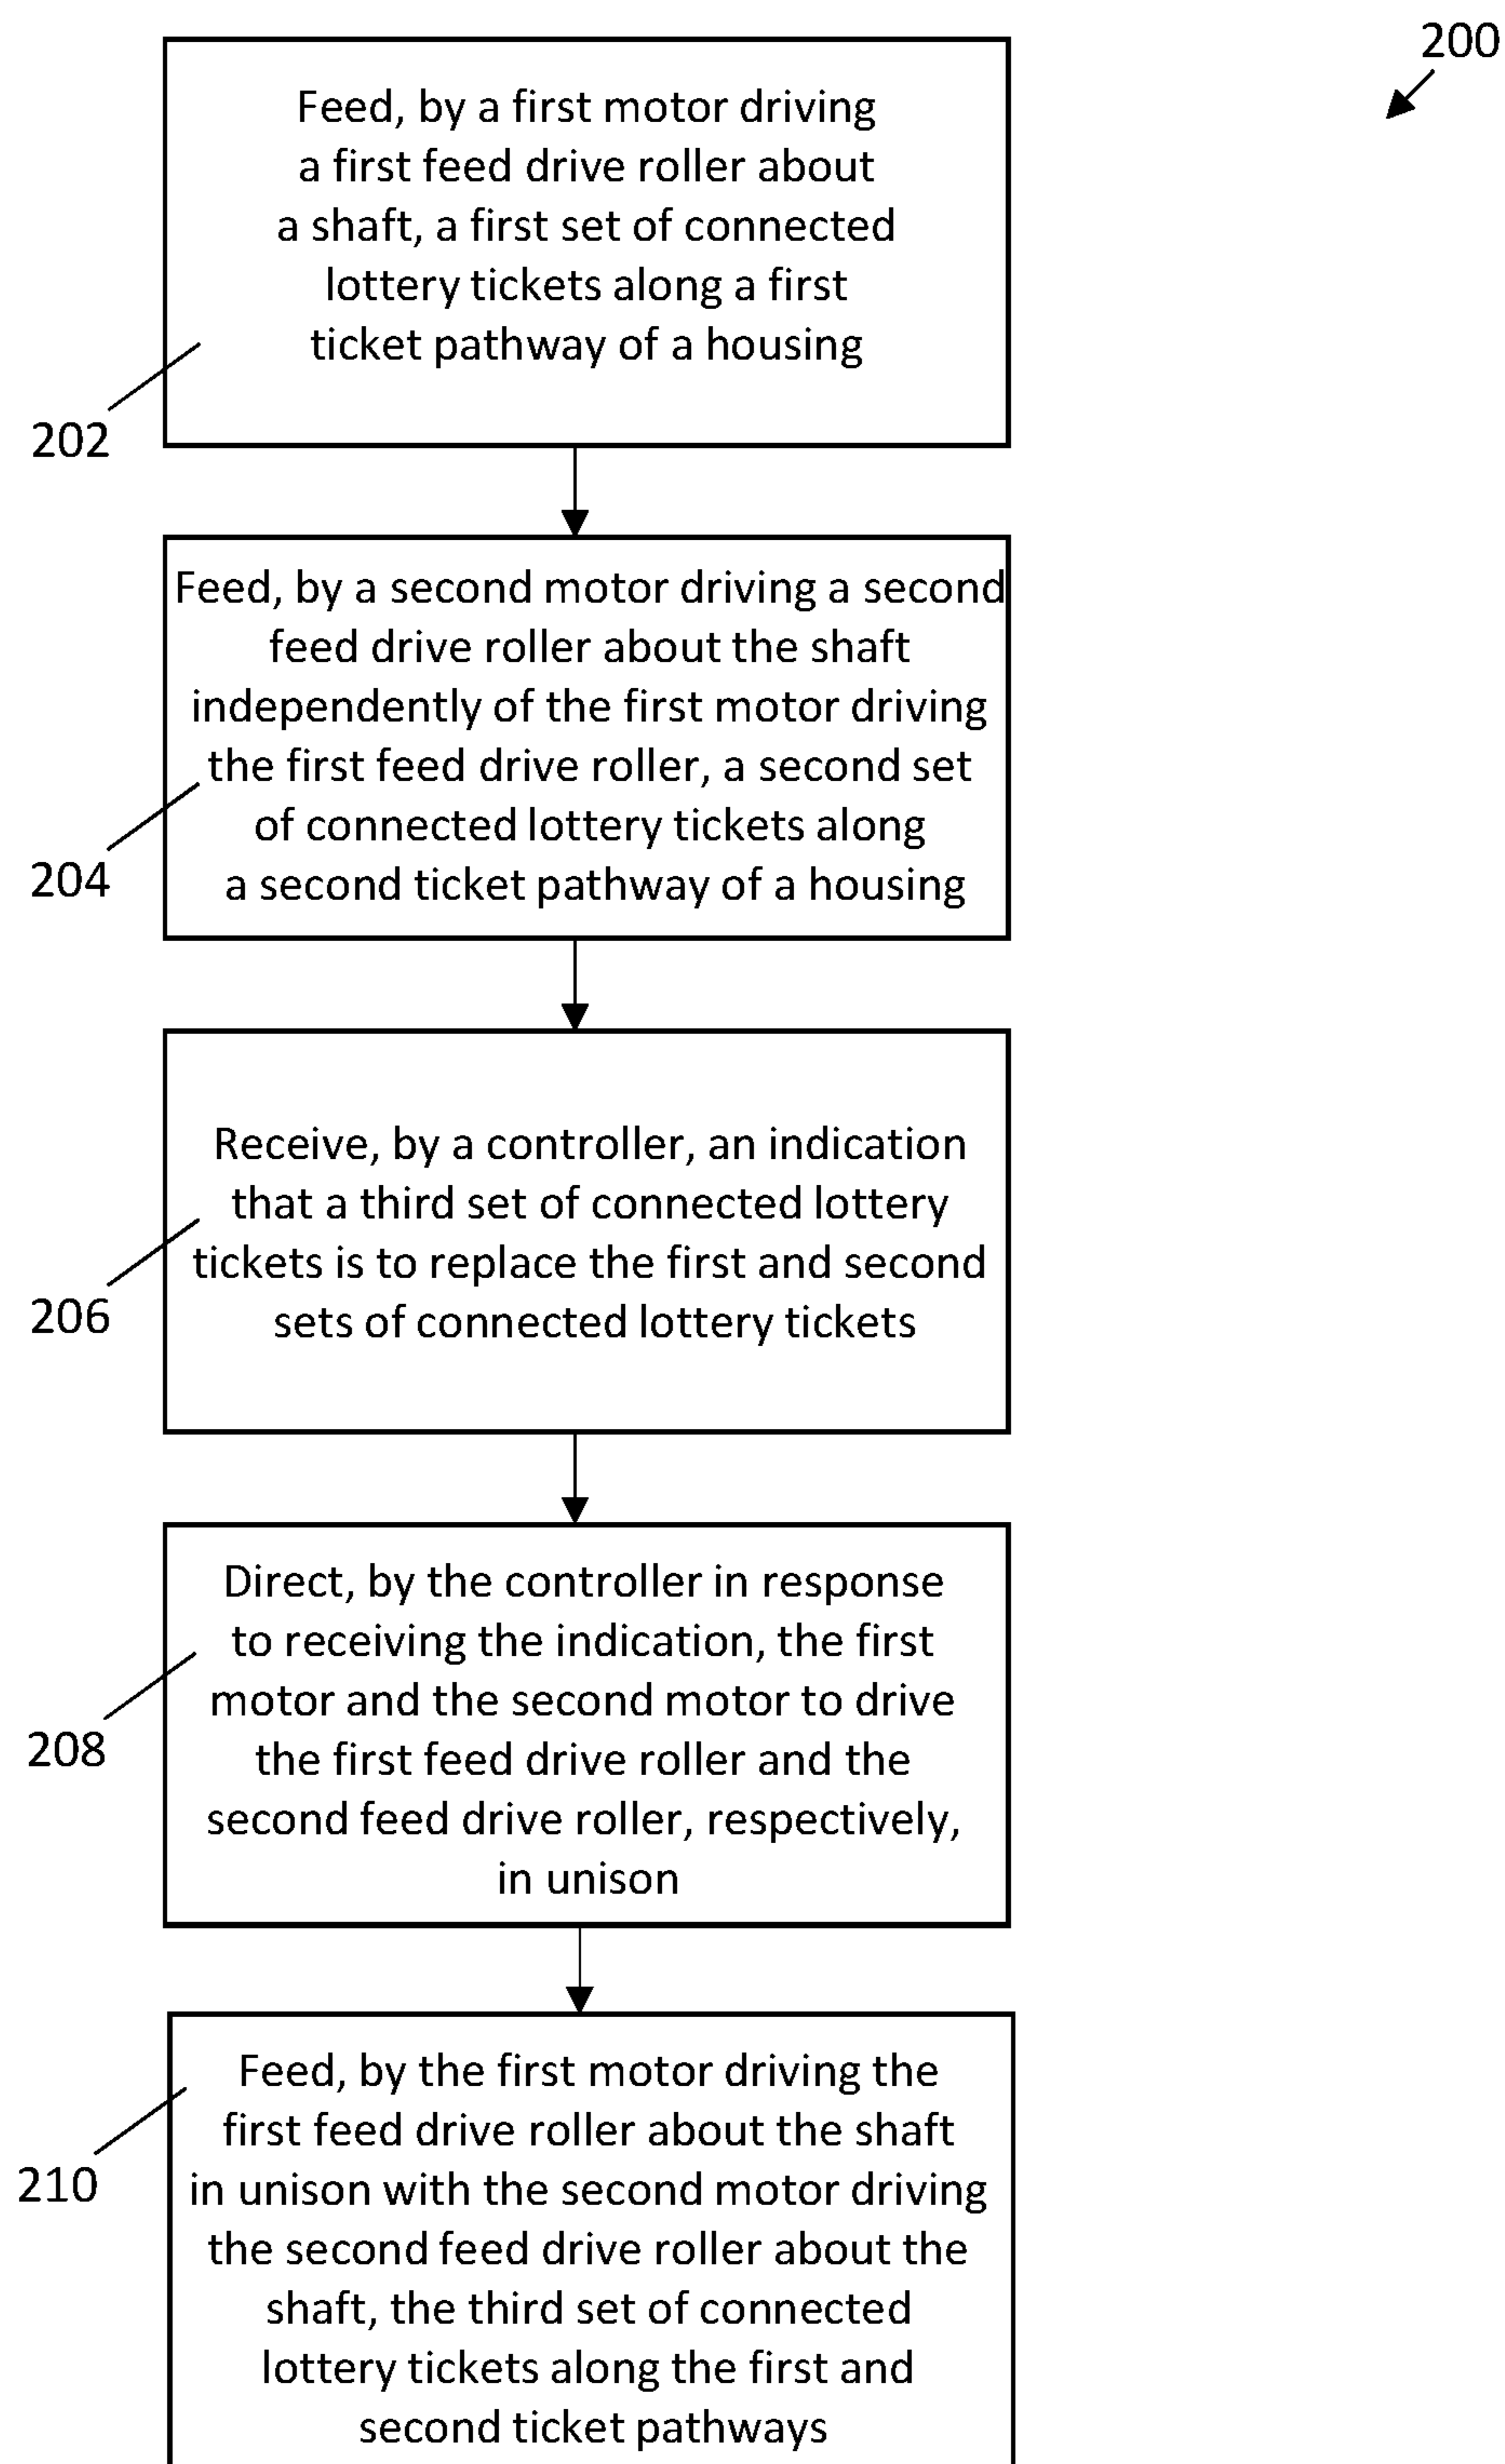 200
Feed, by a first motor driving
a first feed drive roller about
a shaft, a first set of connected
lottery tickets along a first
ticket pathway of a housing
202
Feed, by a second motor driving a second
feed drive roller about the shaft
independently of the first motor driving
the first feed drive roller, a second set
of connected lottery tickets along
a second ticket pathway of a housing
204
Receive, by a controller, an indication
that a third set of connected lottery
tickets is to replace the first and second
sets of connected lottery tickets
206
Direct, by the controller in response
to receiving the indication, the first
motor and the second motor to drive
the first feed drive roller and the
second feed drive roller, respectively,
in unison
208
Feed, by the first motor driving the
first feed drive roller about the shaft
in unison with the second motor driving
the second feed drive roller about the
shaft, the third set of connected
lottery tickets along the first and
second ticket pathways
210